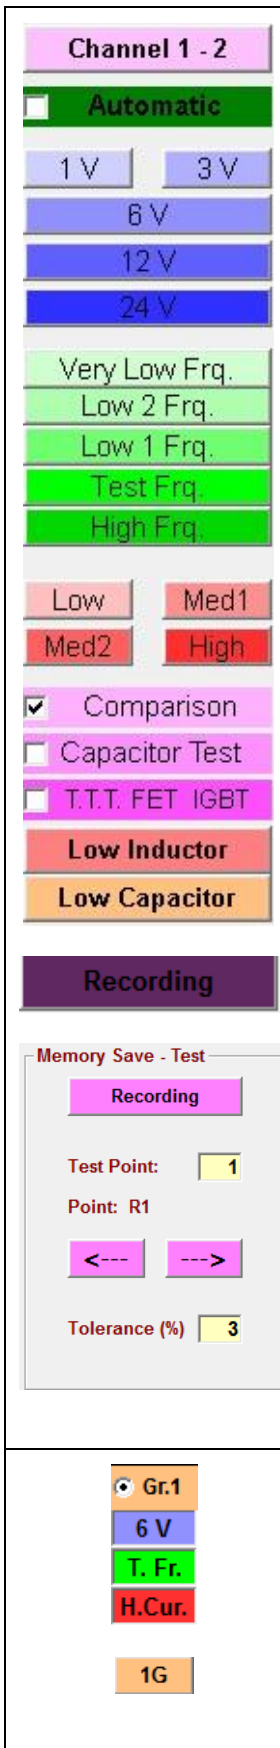 Channel 1 - 2
Automatic
1 V 3 V
6 V
12 V
24 V
Very Low Frq.
Low 2 Frq.
Low 1 Frq.
Test Frq.
High Frq.
Low Med1
Med2 High
Comparison
Capacitor Test
T.T.T. FET IGBT
Low Inductor
Low Capacitor
Recording
Memory Save - Test
Recording
Test Point: 1
Point: R1
<--- --->
Tolerance (%) 3
Gr.1
6 V
T. Fr.
H.Cur.
1G